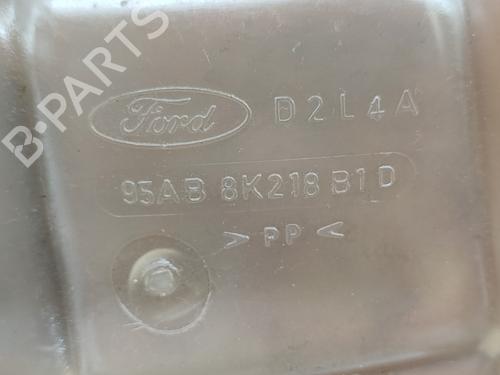 B-PARTS
Ford D2L4A
95AB 8K218 B1D
> PP <